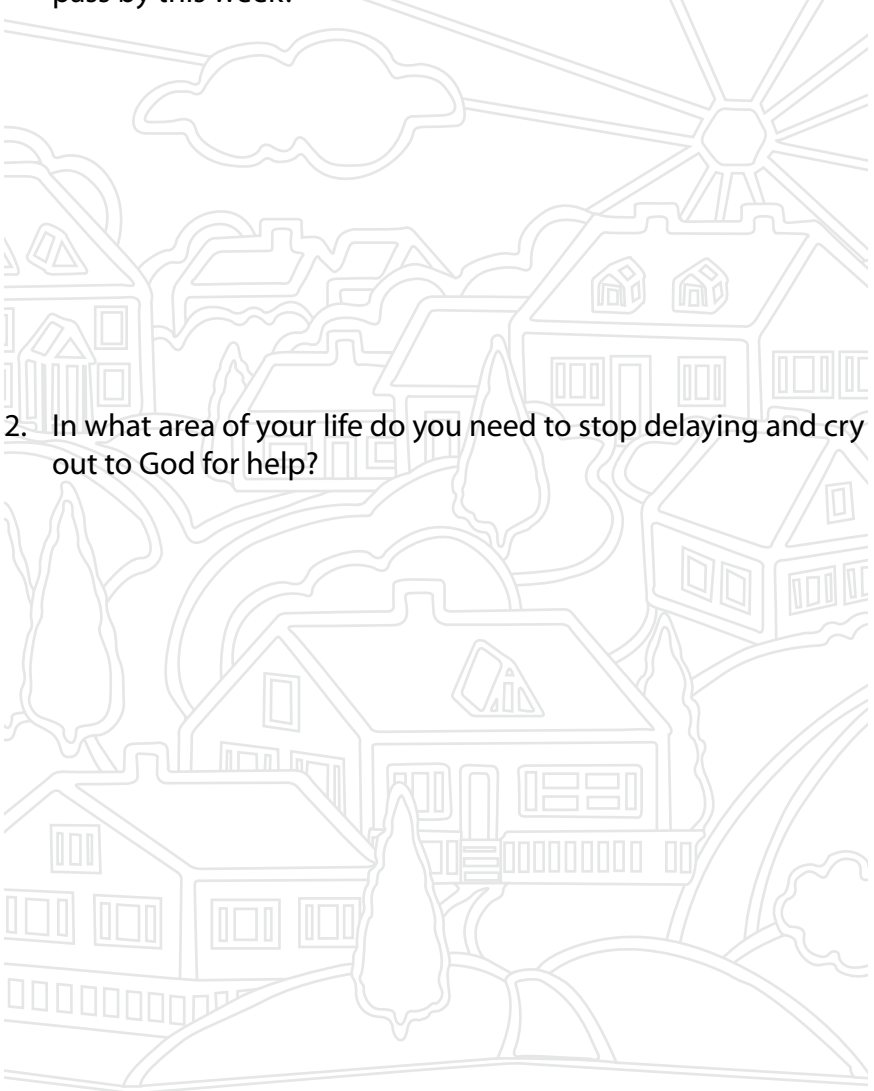 pass by this week?
2. In what area of your life do you need to stop delaying and cry
out to God for help?